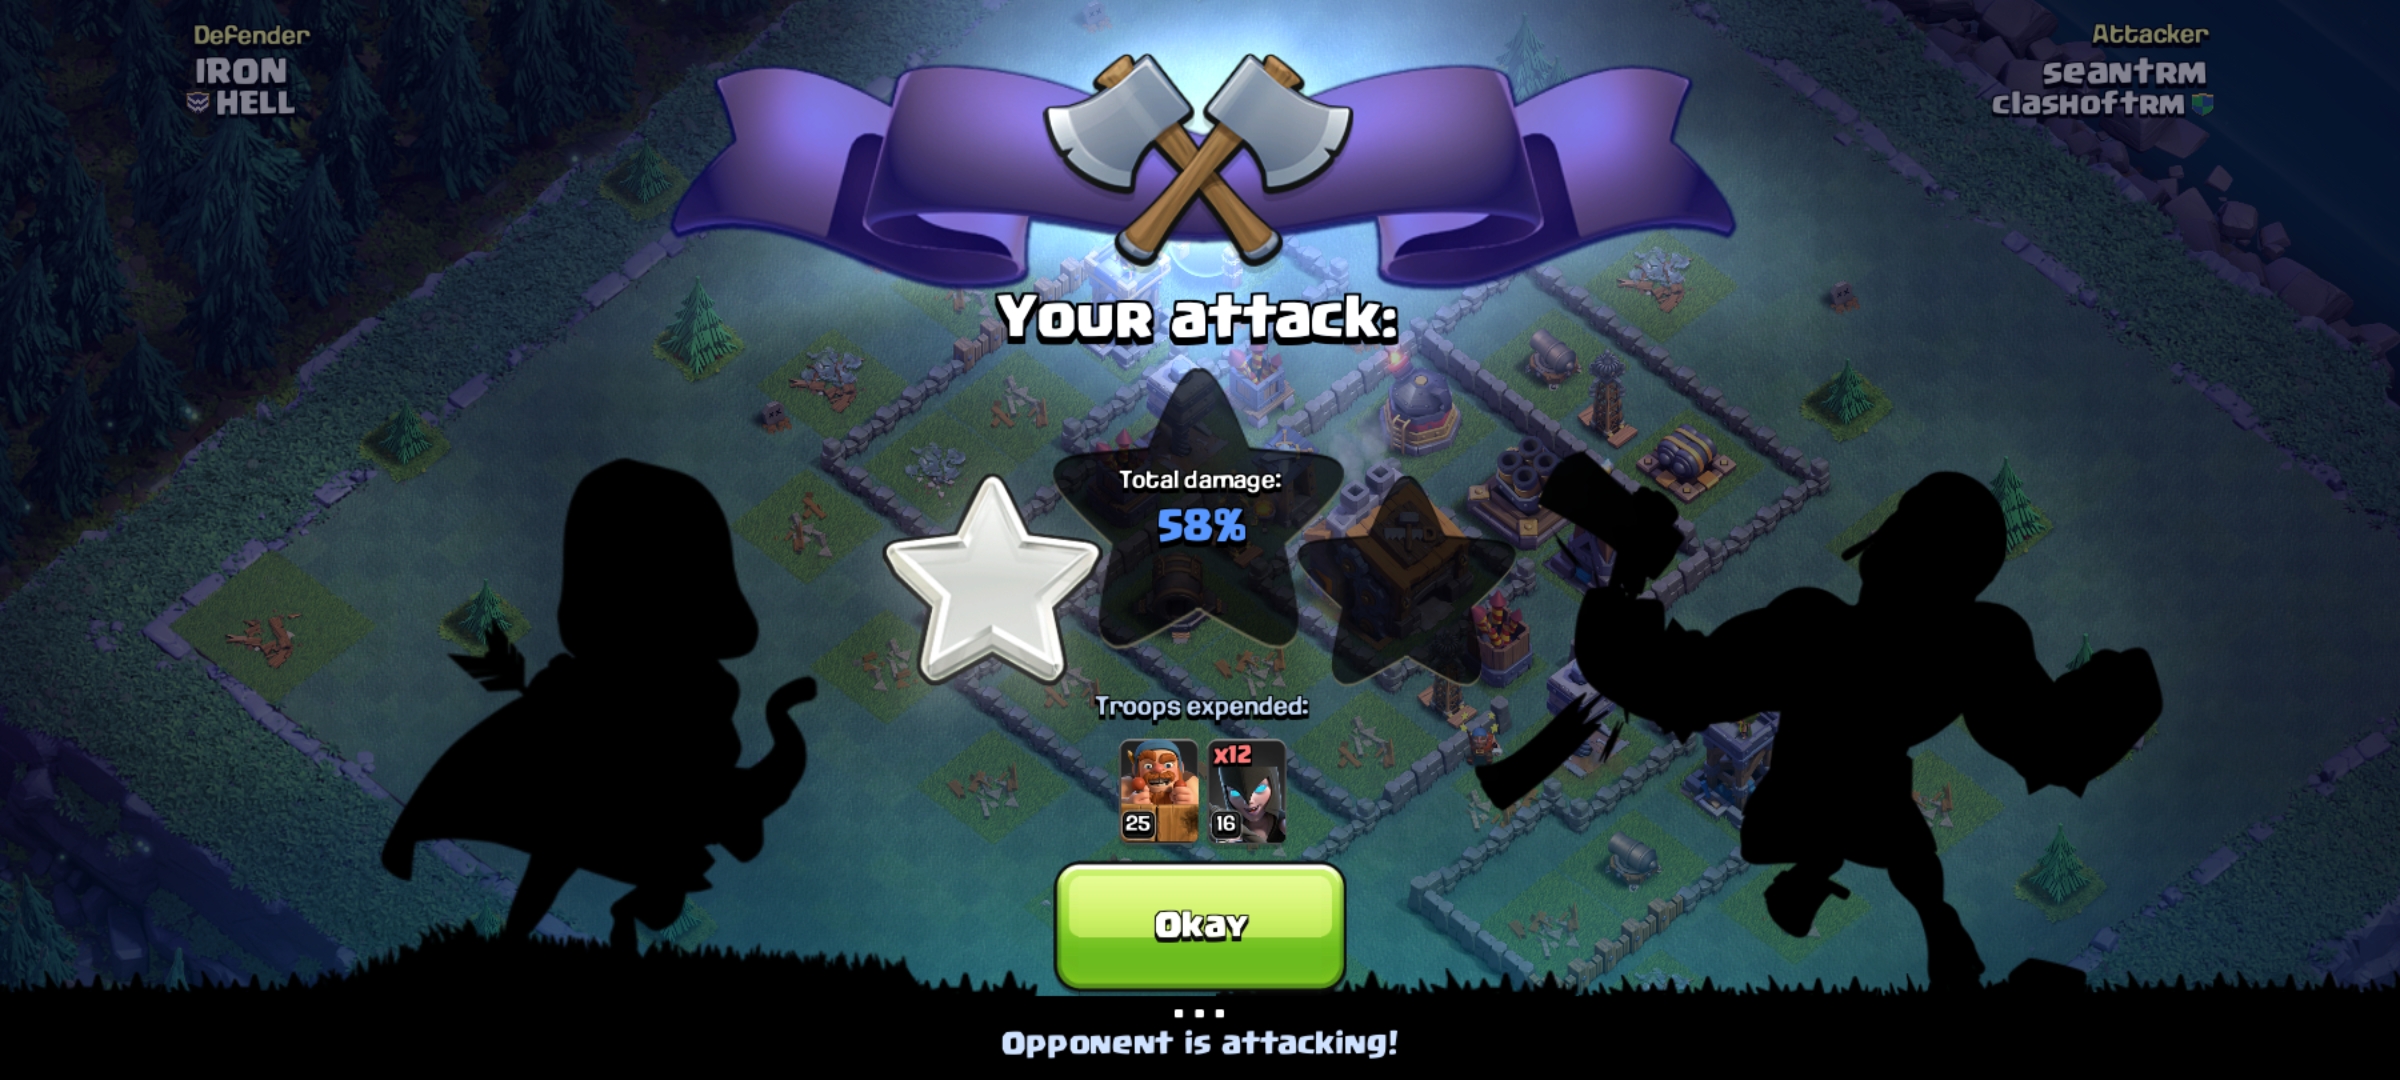 Defender
IRON
HELL
Attacker
seantRM
clashoftRM
Your attack:
Total damage:
58%
Troops expended:
x12
25
16
Okay
...
Opponent is attacking!